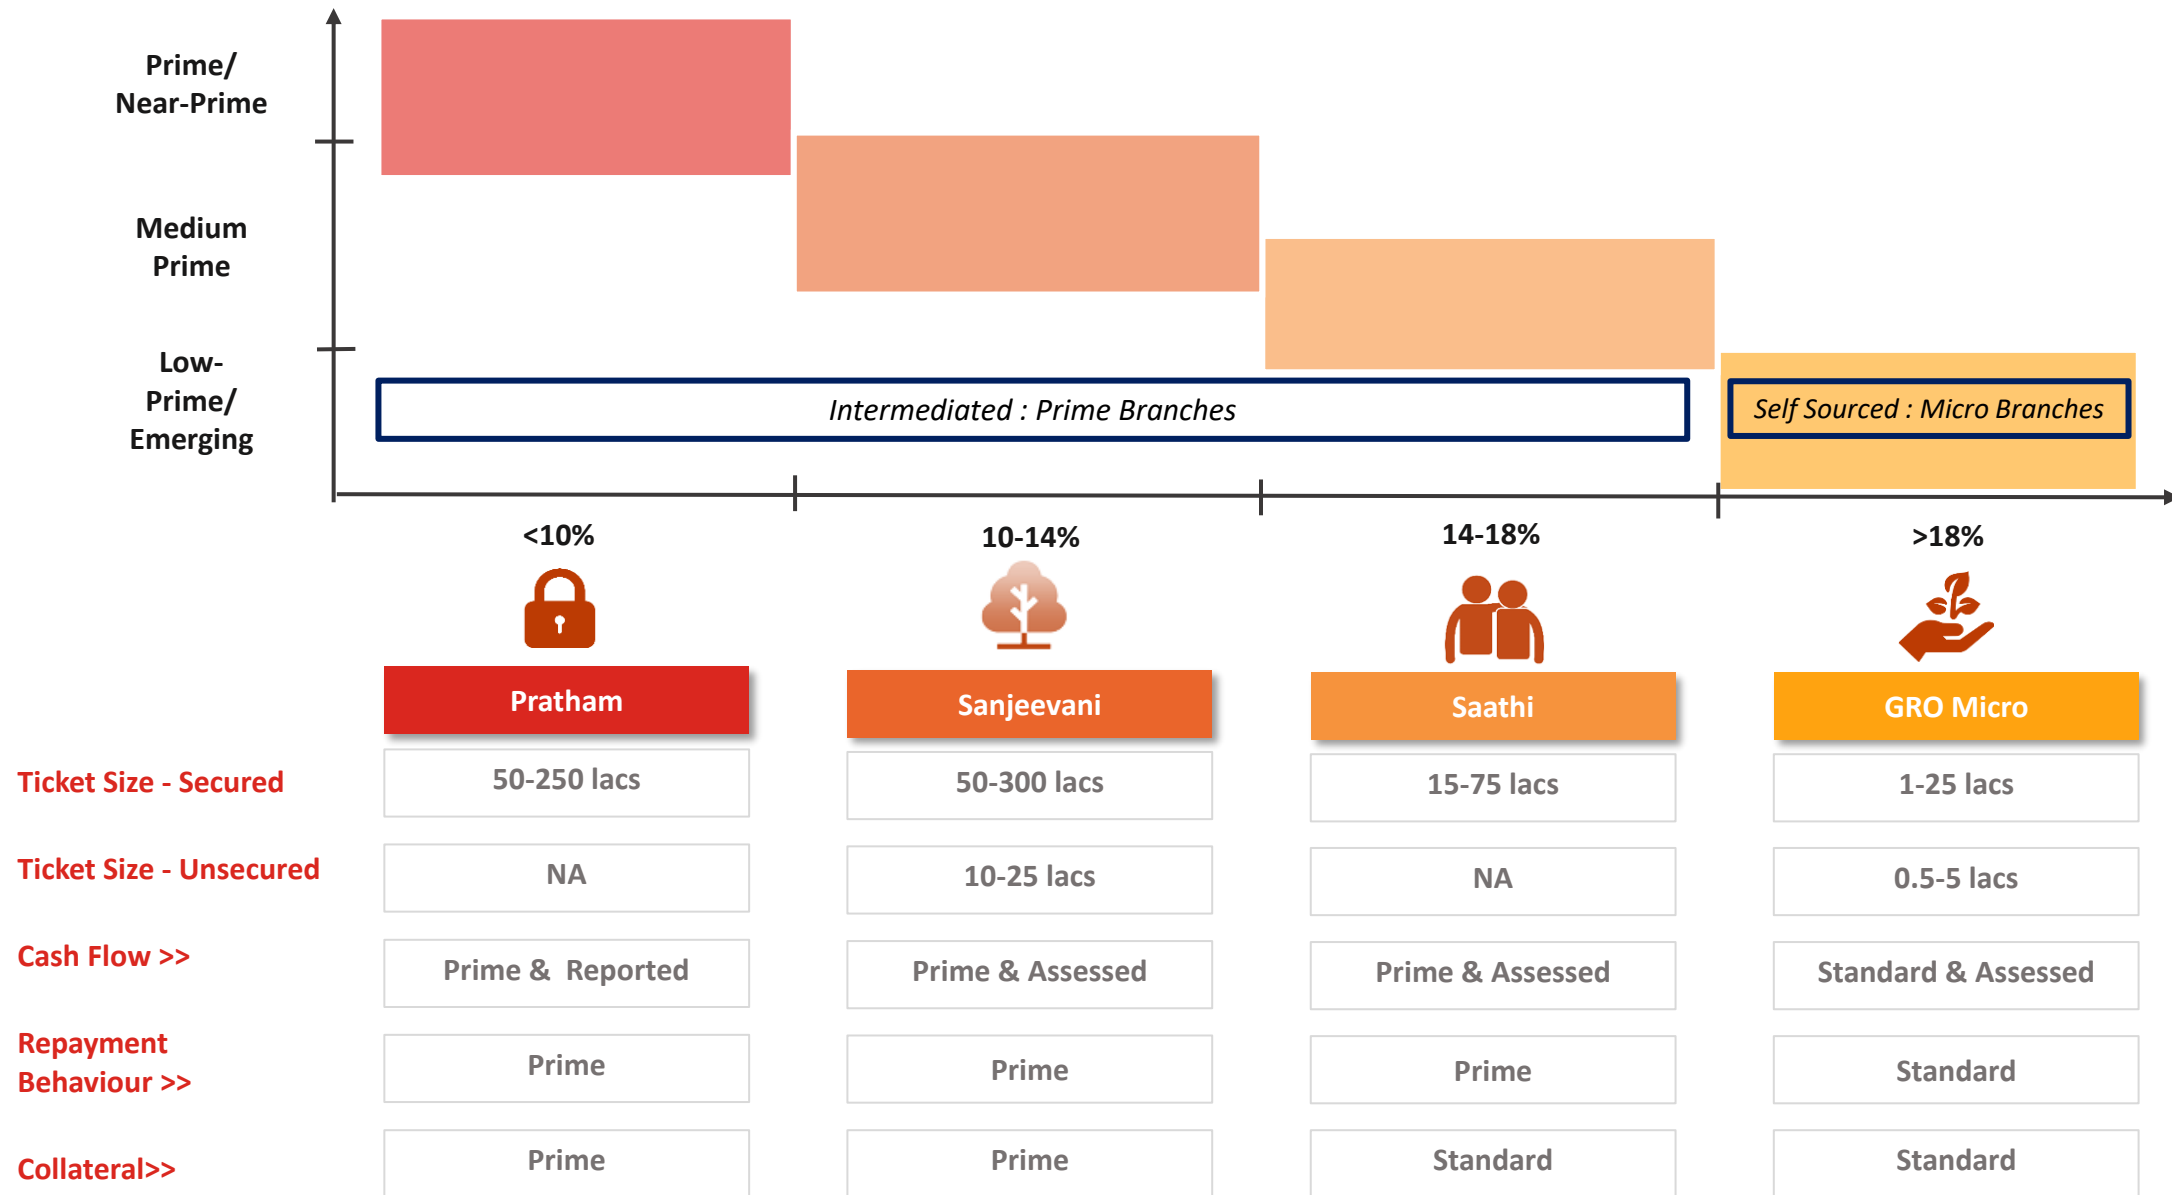 Prime/
Near-Prime
Medium
Prime
Low-
Prime/
Emerging
Intermediated : Prime Branches
Self Sourced : Micro Branches
<10%
10-14%
14-18%
>18%
Pratham
Sanjeevani
Saathi
GRO Micro
Ticket Size - Secured
50-250 lacs
50-300 lacs
15-75 lacs
1-25 lacs
Ticket Size - Unsecured
NA
10-25 lacs
NA
0.5-5 lacs
Cash Flow >>
Prime & Reported
Prime & Assessed
Prime & Assessed
Standard & Assessed
Repayment
Behaviour >>
Prime
Prime
Prime
Standard
Collateral>>
Prime
Prime
Standard
Standard